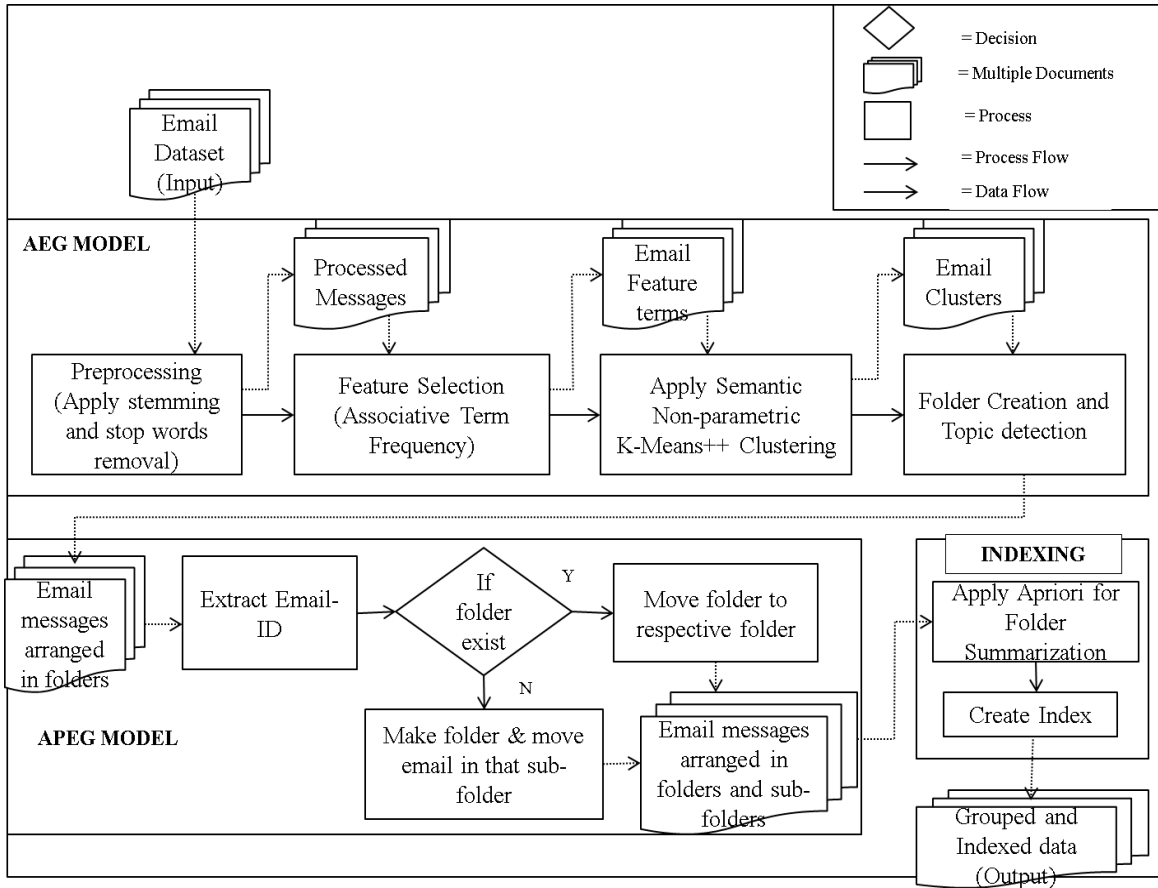 = Decision
= Multiple Documents
= Process
= Process Flow
= Data Flow
Email
Dataset
(Input)
AEG MODEL
Processed
Messages
Email
Feature
terms
Email
Clusters
Preprocessing
(Apply stemming
and stop words
removal)
Feature Selection
(Associative Term
Frequency)
Apply Semantic
Non-parametric
K-Means++ Clustering
Folder Creation and
Topic detection
Email
messages
arranged
in folders
Extract Email-
ID
If
folder
exist
Y
N
Move folder to
respective folder
Make folder & move
email in that sub-
folder
Email messages
arranged in
folders and sub-
folders
APEG MODEL
INDEXING
Apply Apriori for
Folder
Summarization
Create Index
Grouped and
Indexed data
(Output)